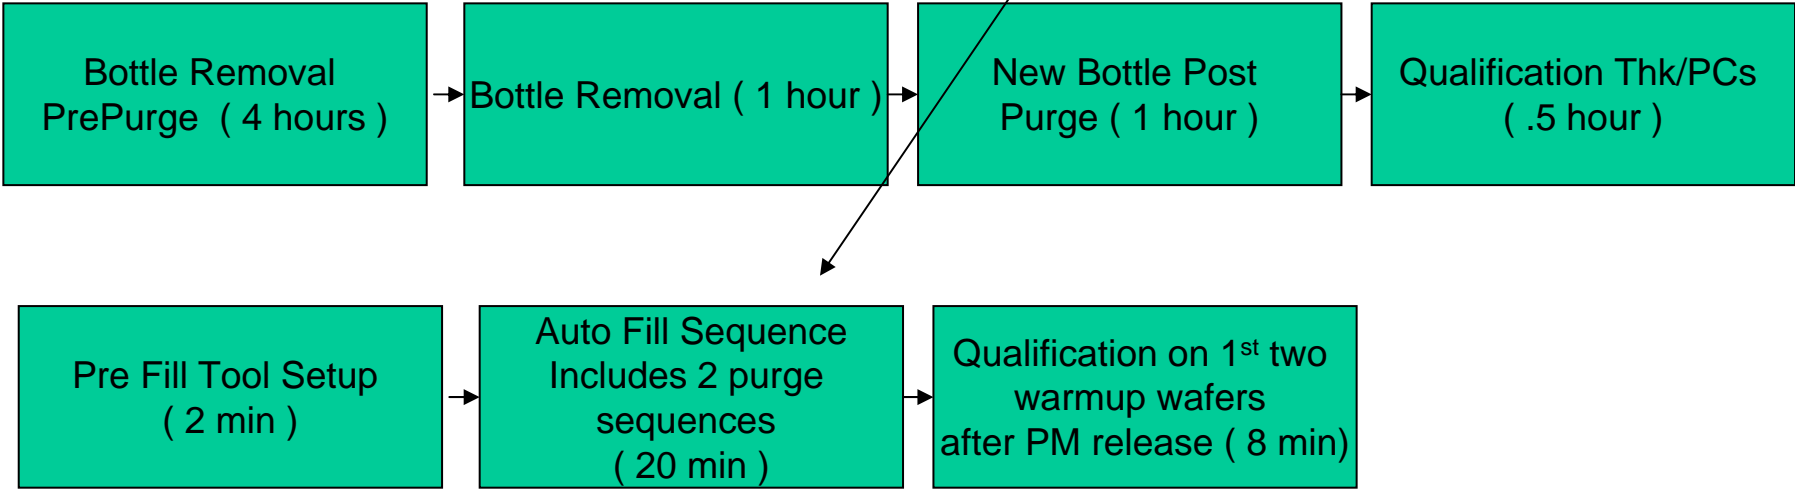 Bottle Removal
PrePurge ( 4 hours )
Bottle Removal ( 1 hour )
New Bottle Post
Purge ( 1 hour )
Qualification Thk/PCs
( .5 hour )
Pre Fill Tool Setup
( 2 min )
Auto Fill Sequence
Includes 2 purge
sequences
( 20 min )
Qualification on 1st two
warmup wafers
after PM release ( 8 min)